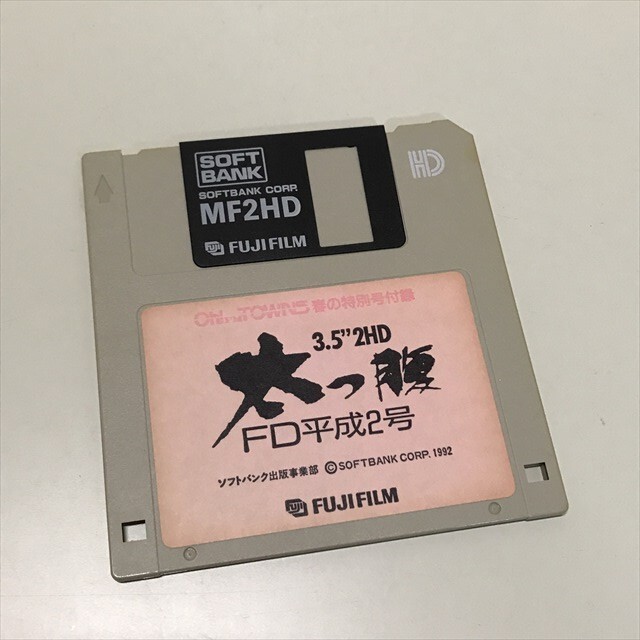 SOFT
BANK
SOFTBANK CORP.
MF2HD
FUJI FUJIFILM
HD
Oh!FM TOWNS 春の特別号付録
3.5"2HD
太っ腹
FD平成2号
ソフトバンク出版事業部 ©SOFTBANK CORP. 1992
FUJI FUJIFILM